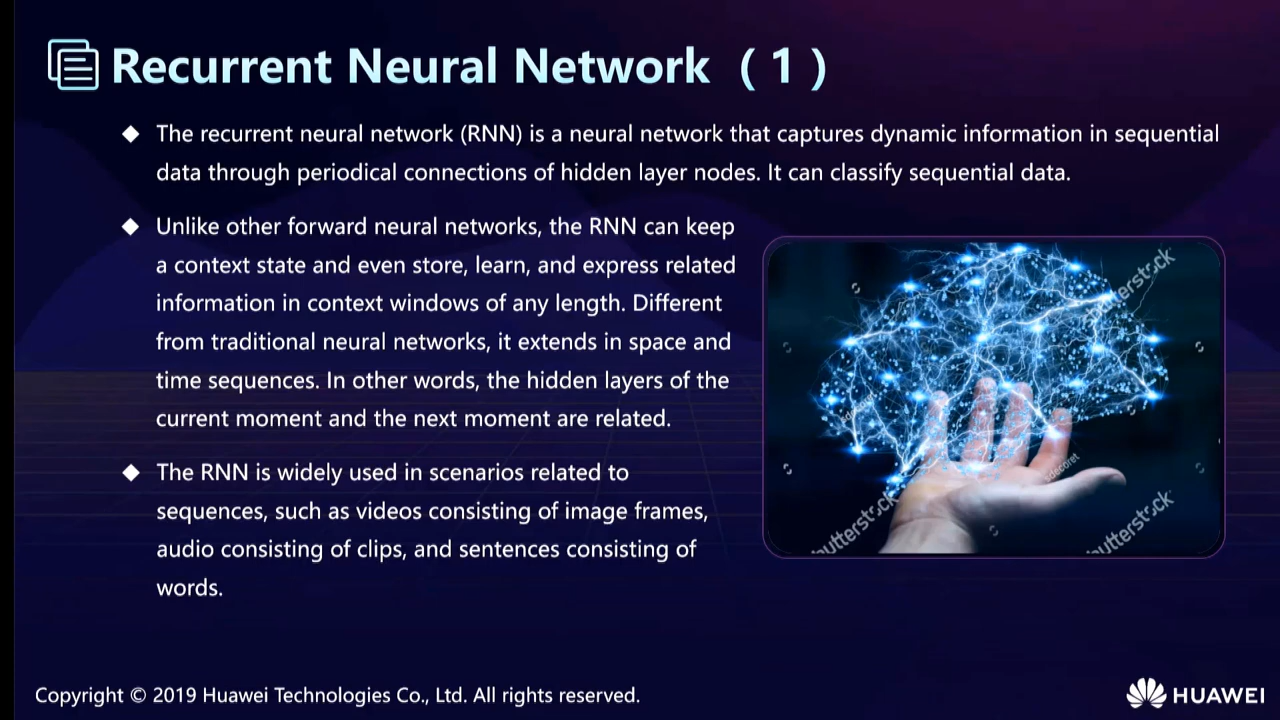 Recurrent Neural Network （1）
◆ The recurrent neural network (RNN) is a neural network that captures dynamic information in sequential
data through periodical connections of hidden layer nodes. It can classify sequential data.
◆ Unlike other forward neural networks, the RNN can keep
a context state and even store, learn, and express related
information in context windows of any length. Different
from traditional neural networks, it extends in space and
time sequences. In other words, the hidden layers of the
current moment and the next moment are related.
◆ The RNN is widely used in scenarios related to
sequences, such as videos consisting of image frames,
audio consisting of clips, and sentences consisting of
words.
shutterstock
Copyright © 2019 Huawei Technologies Co., Ltd. All rights reserved.
HUAWEI